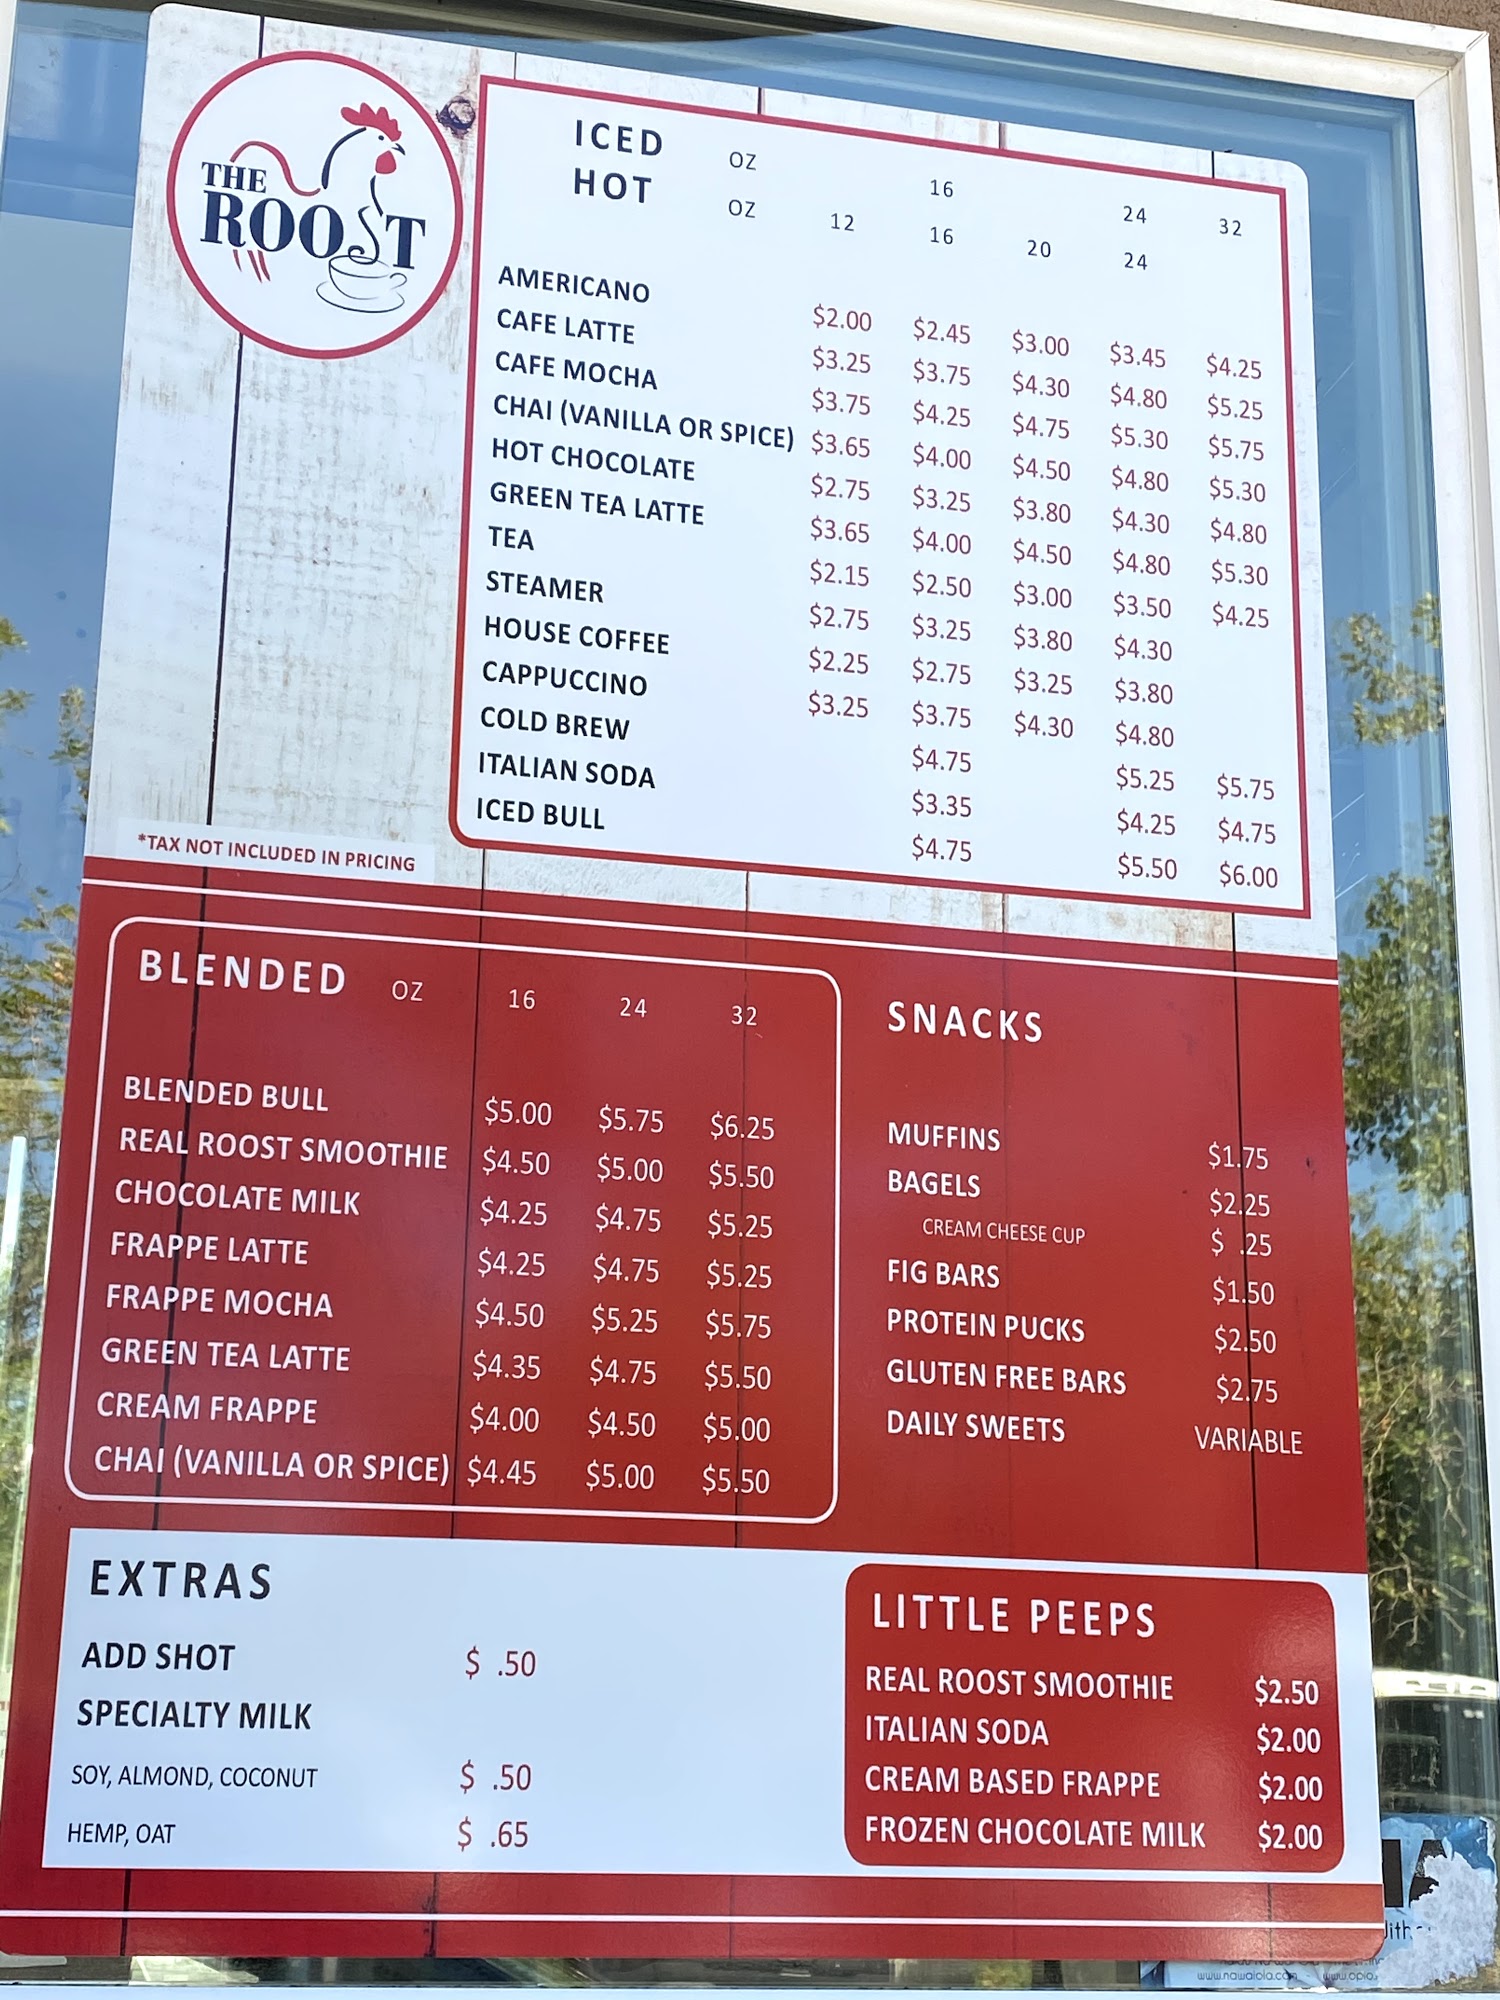 THE
ROOST
ICED OZ 16 24 32
HOT OZ 12 16 20 24
AMERICANO $2.00 $2.45 $3.00 $3.45 $4.25
CAFE LATTE $3.25 $3.75 $4.30 $4.80 $5.25
CAFE MOCHA $3.75 $4.25 $4.75 $5.30 $5.75
CHAI (VANILLA OR SPICE) $3.65 $4.00 $4.50 $4.80 $5.30
HOT CHOCOLATE $2.75 $3.25 $3.80 $4.30 $4.80
GREEN TEA LATTE $3.65 $4.00 $4.50 $4.80 $5.30
TEA $2.15 $2.50 $3.00 $3.50 $4.25
STEAMER $2.75 $3.25 $3.80 $4.30
HOUSE COFFEE $2.25 $2.75 $3.25 $3.80
CAPPUCCINO $3.25 $3.75 $4.30 $4.80
COLD BREW $4.75 $5.25 $5.75
ITALIAN SODA $3.35 $4.25 $4.75
ICED BULL $4.75 $5.50 $6.00
*TAX NOT INCLUDED IN PRICING
BLENDED OZ 16 24 32
BLENDED BULL $5.00 $5.75 $6.25
REAL ROOST SMOOTHIE $4.50 $5.00 $5.50
CHOCOLATE MILK $4.25 $4.75 $5.25
FRAPPE LATTE $4.25 $4.75 $5.25
FRAPPE MOCHA $4.50 $5.25 $5.75
GREEN TEA LATTE $4.35 $4.75 $5.50
CREAM FRAPPE $4.00 $4.50 $5.00
CHAI (VANILLA OR SPICE) $4.45 $5.00 $5.50
SNACKS
MUFFINS $1.75
BAGELS $2.25
CREAM CHEESE CUP $ .25
FIG BARS $1.50
PROTEIN PUCKS $2.50
GLUTEN FREE BARS $2.75
DAILY SWEETS VARIABLE
EXTRAS
ADD SHOT $ .50
SPECIALTY MILK
SOY, ALMOND, COCONUT $ .50
HEMP, OAT $ .65
LITTLE PEEPS
REAL ROOST SMOOTHIE $2.50
ITALIAN SODA $2.00
CREAM BASED FRAPPE $2.00
FROZEN CHOCOLATE MILK $2.00